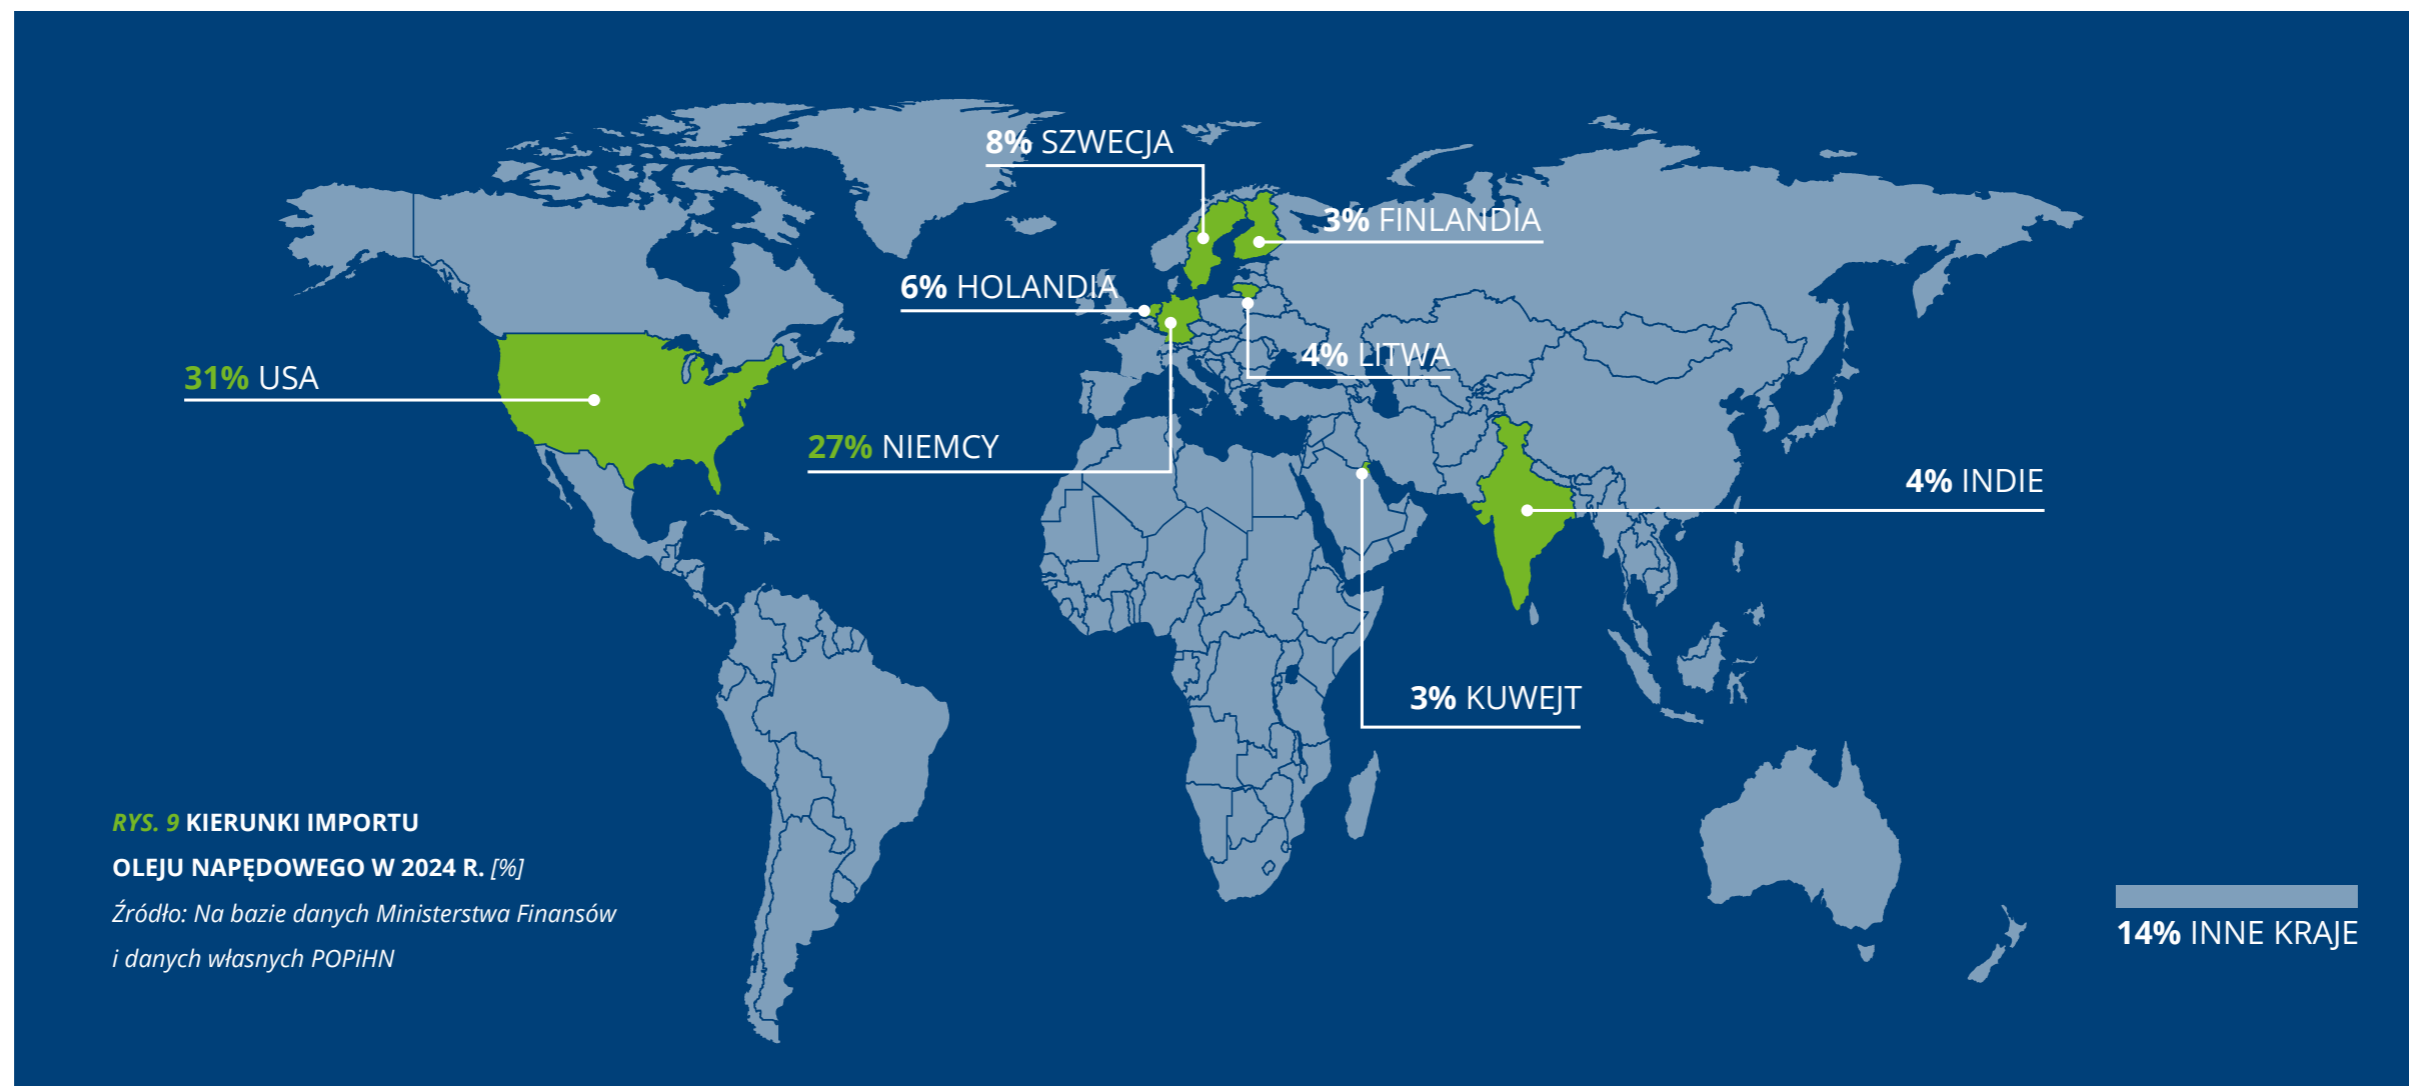 8% SZWECJA
3% FINLANDIA
6% HOLANDIA
4% LITWA
31% USA
27% NIEMCY
4% INDIE
3% KUWEJT
RYS. 9 KIERUNKI IMPORTU
OLEJU NAPĘDOWEGO W 2024 R. [%]
Źródło: Na bazie danych Ministerstwa Finansów
i danych własnych POPiHN
14% INNE KRAJE